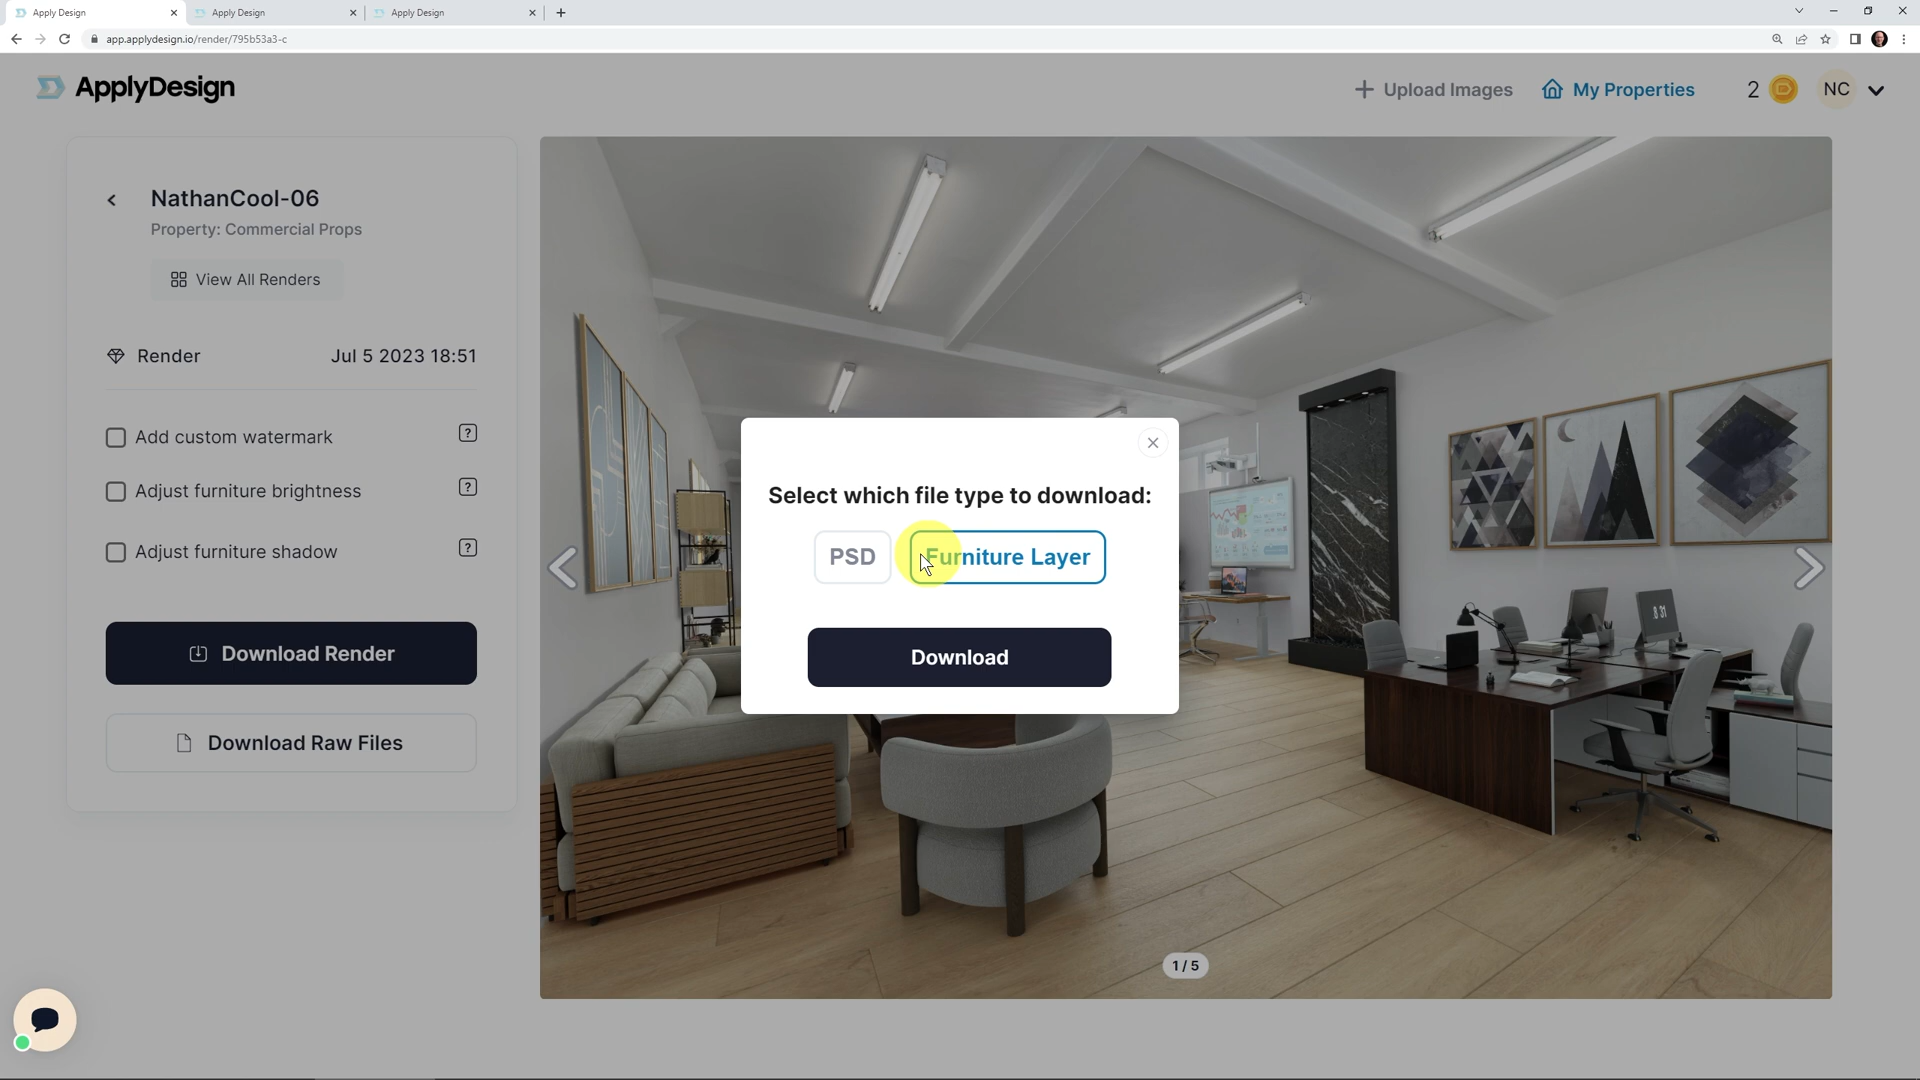 Apply Design
Apply Design
Apply Design
app.applydesign.io/render/795b53a3-c
ApplyDesign
Upload Images
My Properties
2
NC
NathanCool-06
Property: Commercial Props
View All Renders
Render
Jul 5 2023 18:51
Add custom watermark
?
Adjust furniture brightness
?
Adjust furniture shadow
?
Download Render
Download Raw Files
Select which file type to download:
PSD
Furniture Layer
Download
8 31
1 / 5